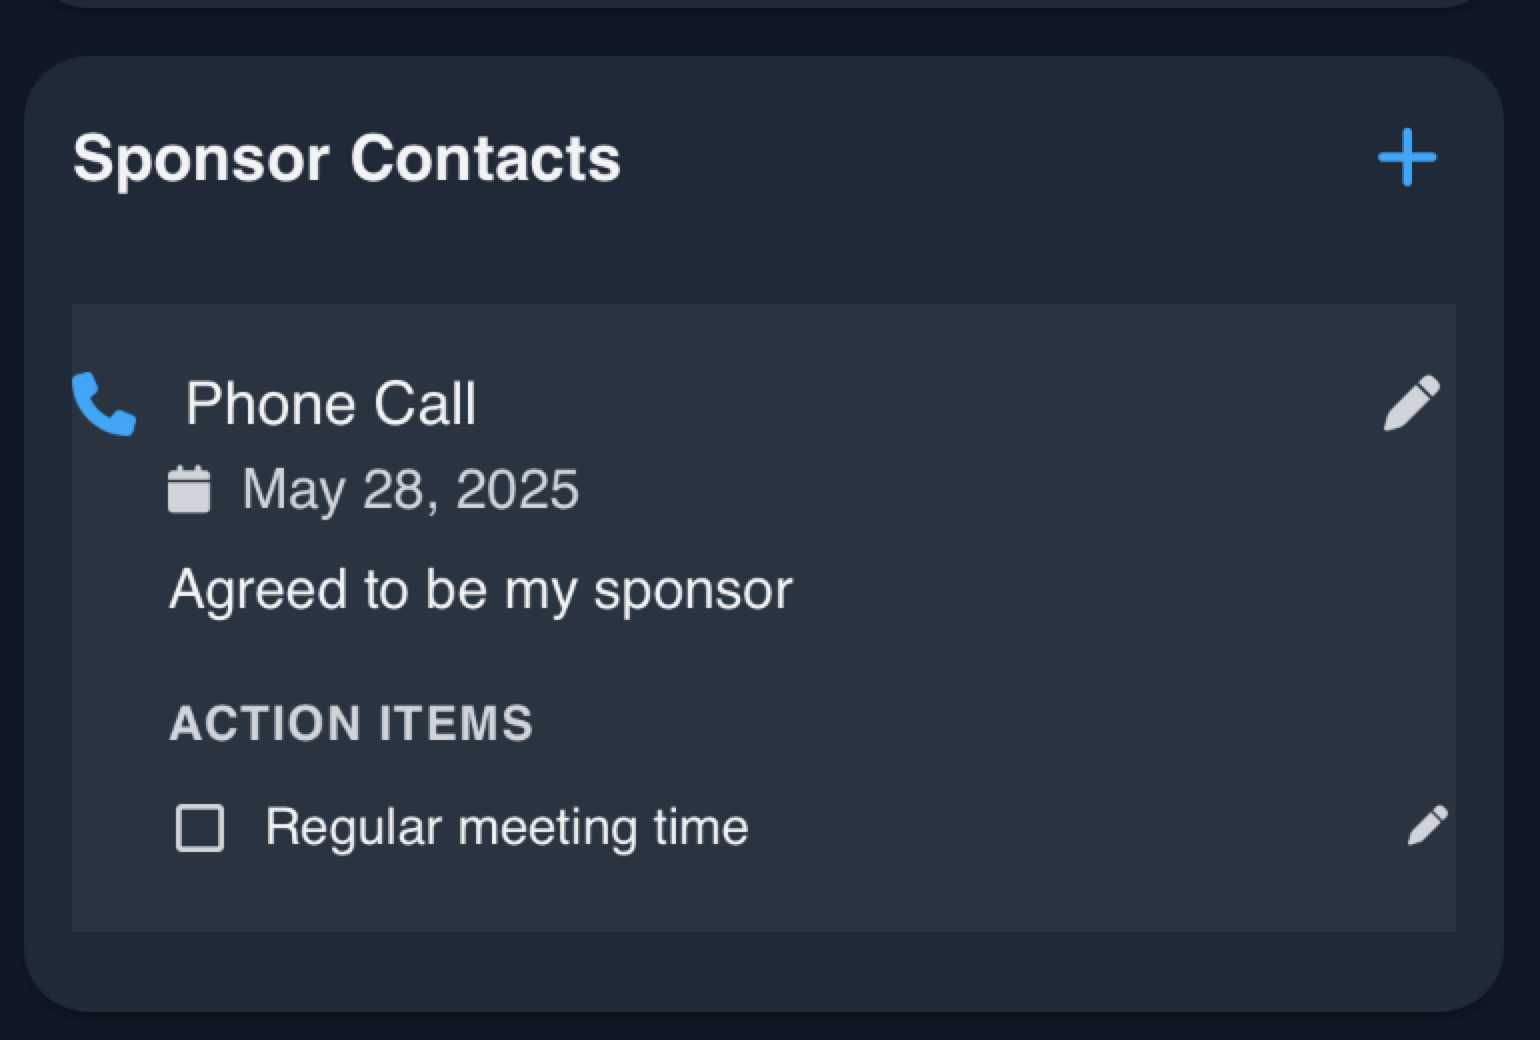 Sponsor Contacts
Phone Call
May 28, 2025
Agreed to be my sponsor
ACTION ITEMS
Regular meeting time